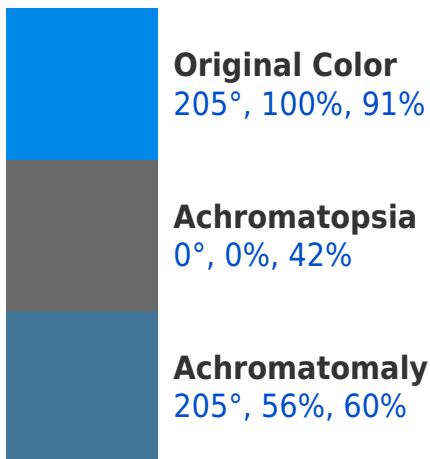 Original Color
205°, 100%, 91%
Achromatopsia
0°, 0%, 42%
Achromatomaly
205°, 56%, 60%